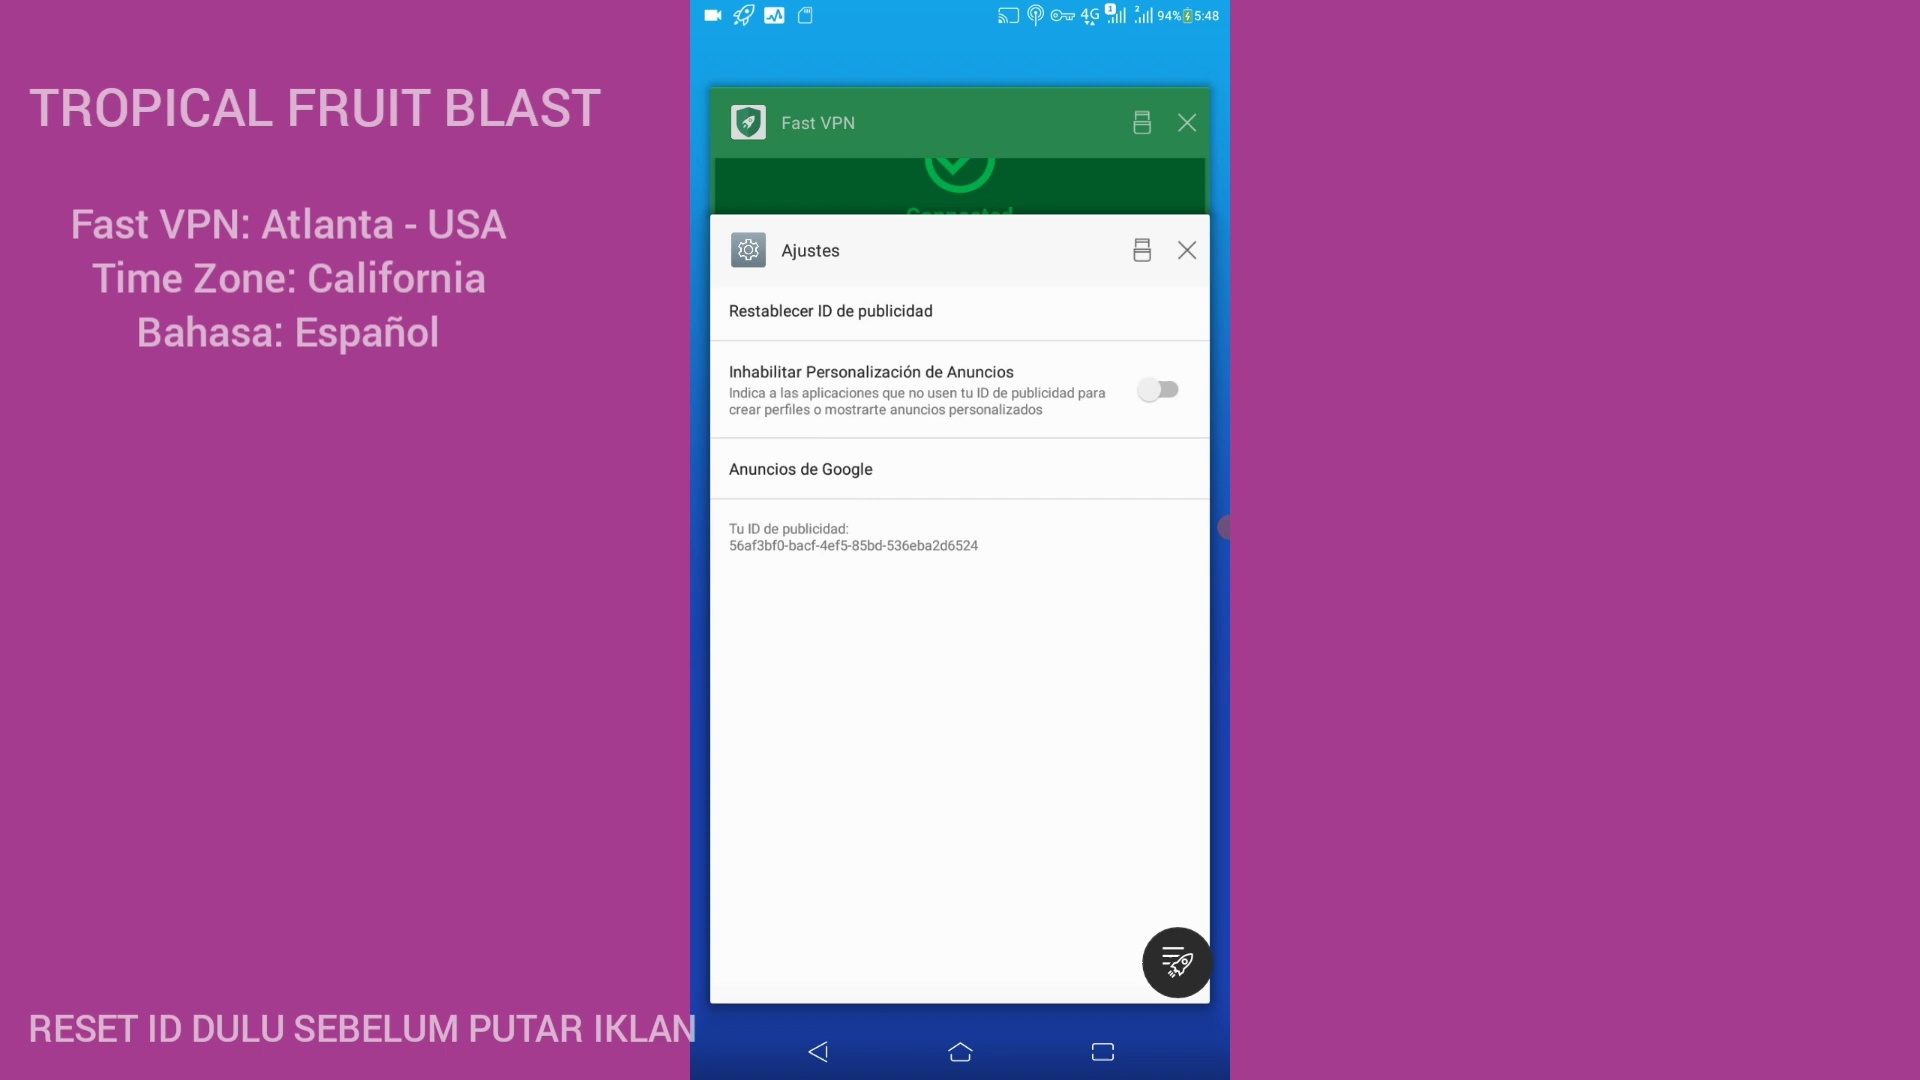 TROPICAL FRUIT BLAST
Fast VPN: Atlanta - USA
Time Zone: California
Bahasa: Español
RESET ID DULU SEBELUM PUTAR IKLAN
4G
1
2
94%
5:48
Fast VPN
Connected
Ajustes
Restablecer ID de publicidad
Inhabilitar Personalización de Anuncios
Indica a las aplicaciones que no usen tu ID de publicidad para
crear perfiles o mostrarte anuncios personalizados
Anuncios de Google
Tu ID de publicidad:
56af3bf0-bacf-4ef5-85bd-536eba2d6524